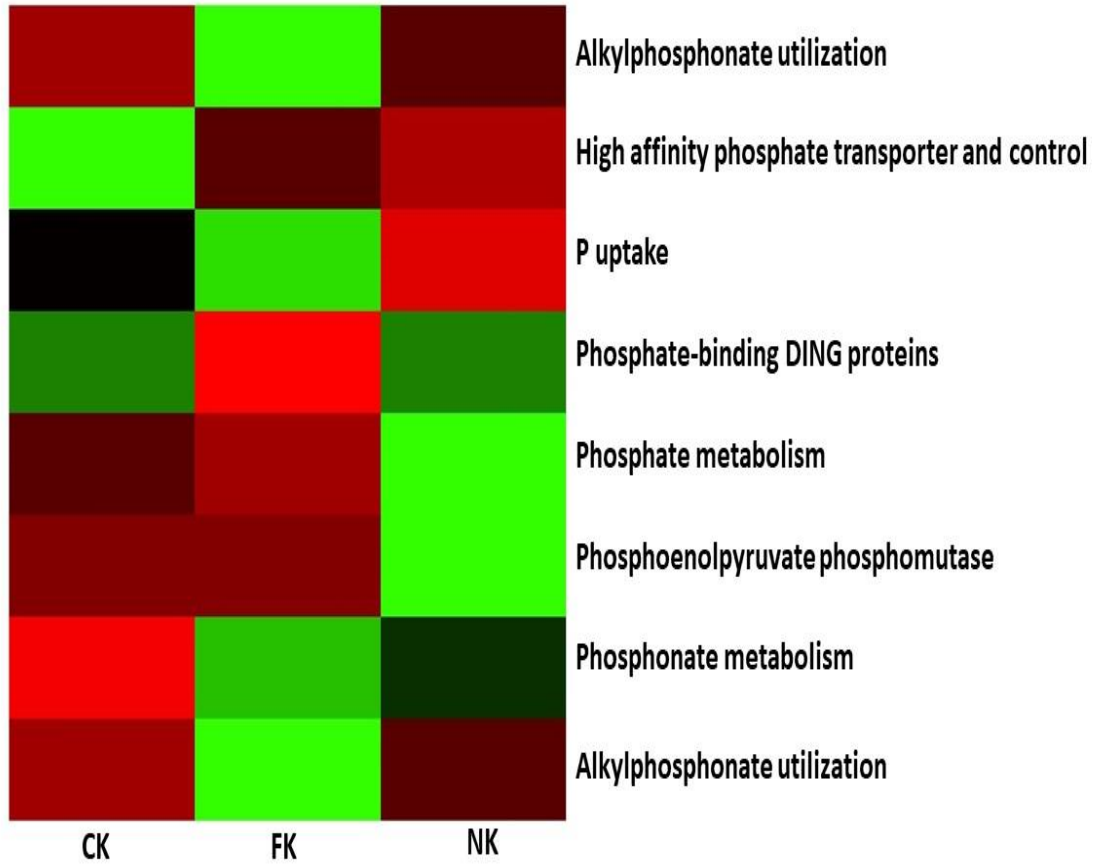 Alkylphosphonate utilization
High affinity phosphate transporter and control
P uptake
Phosphate-binding DING proteins
Phosphate metabolism
Phosphoenolpyruvate phosphomutase
Phosphonate metabolism
Alkylphosphonate utilization
CK FK NK